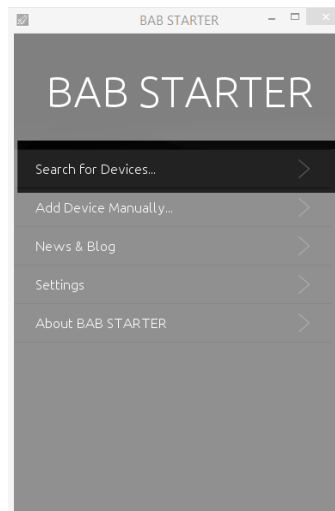 BAB STARTER
BAB STARTER
Search for Devices...
Add Device Manually...
News & Blog
Settings
About BAB STARTER